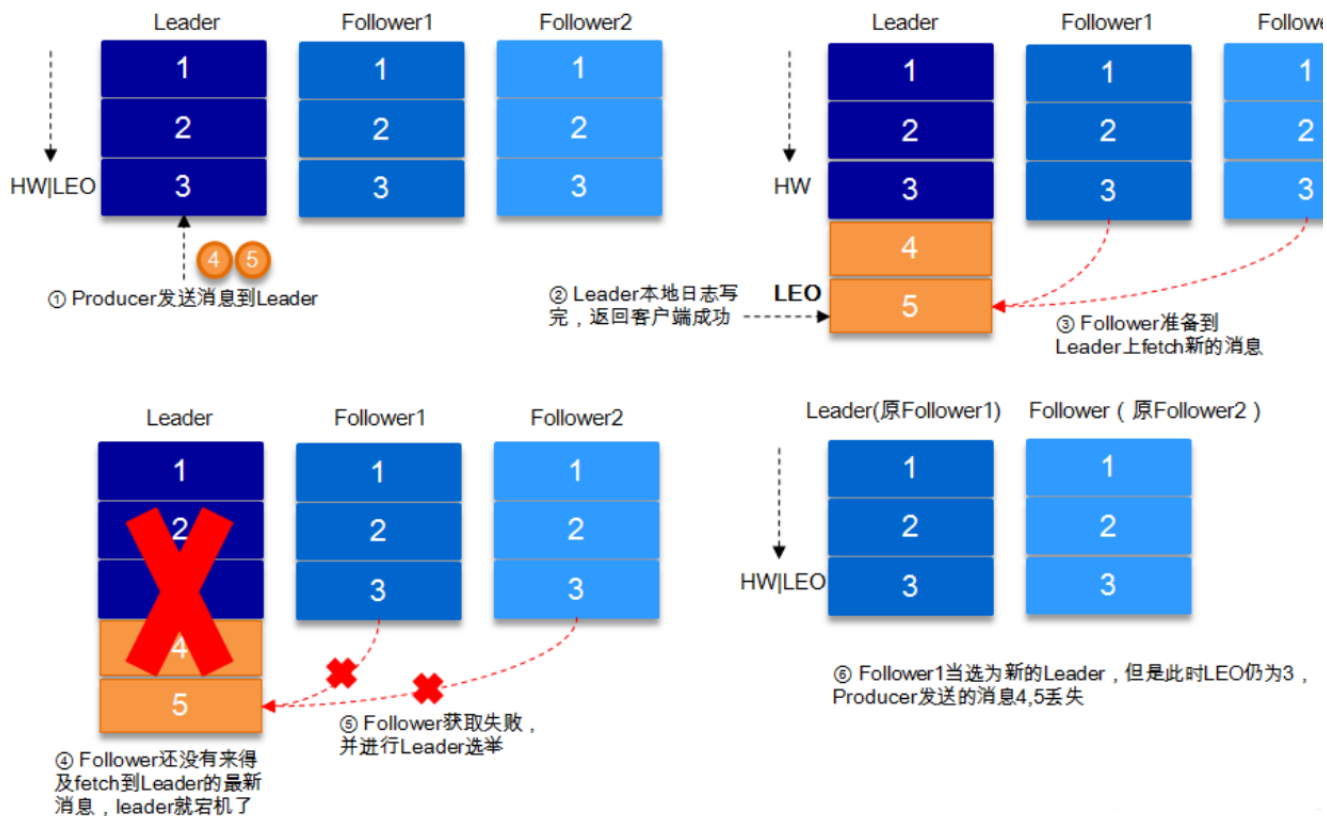 Leader Follower1 Follower2
1 1 1
2 2 2
HW|LEO 3 3 3
4 5
① Producer发送消息到Leader
Leader Follower1 Followe
1 1 1
2 2 2
HW 3 3 3
4
② Leader本地日志写
完，返回客户端成功
LEO 5
③ Follower准备到
Leader上fetch新的消息
Leader Follower1 Follower2
1 1 1
2 2 2
3 3
4
5
⑤ Follower获取失败，
并进行Leader选举
④ Follower还没有来得
及fetch到Leader的最新
消息，leader就宕机了
Leader(原Follower1) Follower（原Follower2）
1 1
2 2
HW|LEO 3 3
⑥ Follower1当选为新的Leader，但是此时LEO仍为3，
Producer发送的消息4,5丢失